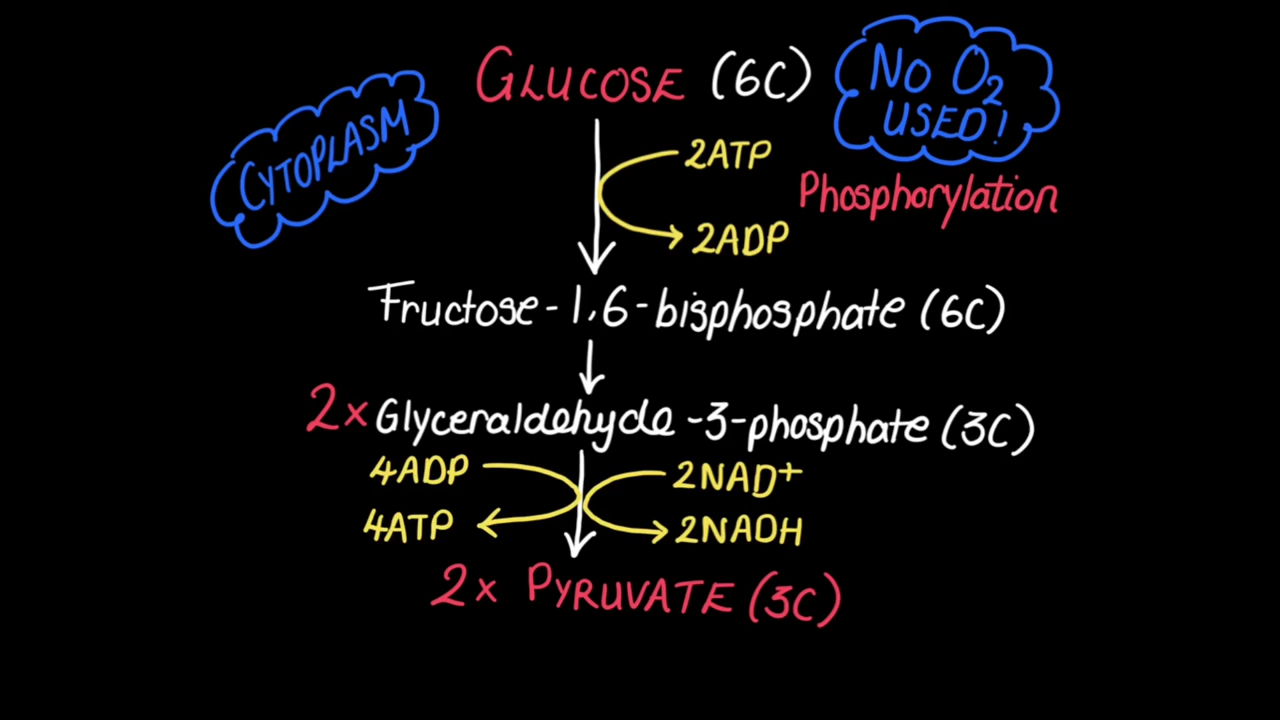 GLUCOSE (6C)
NO O2
USED!
CYTOPLASM
2ATP
Phosphorylation
2ADP
Fructose-1,6-bisphosphate (6C)
2x Glyceraldehyde-3-phosphate (3C)
4ADP
2NAD+
4ATP
2NADH
2x PYRUVATE (3C)